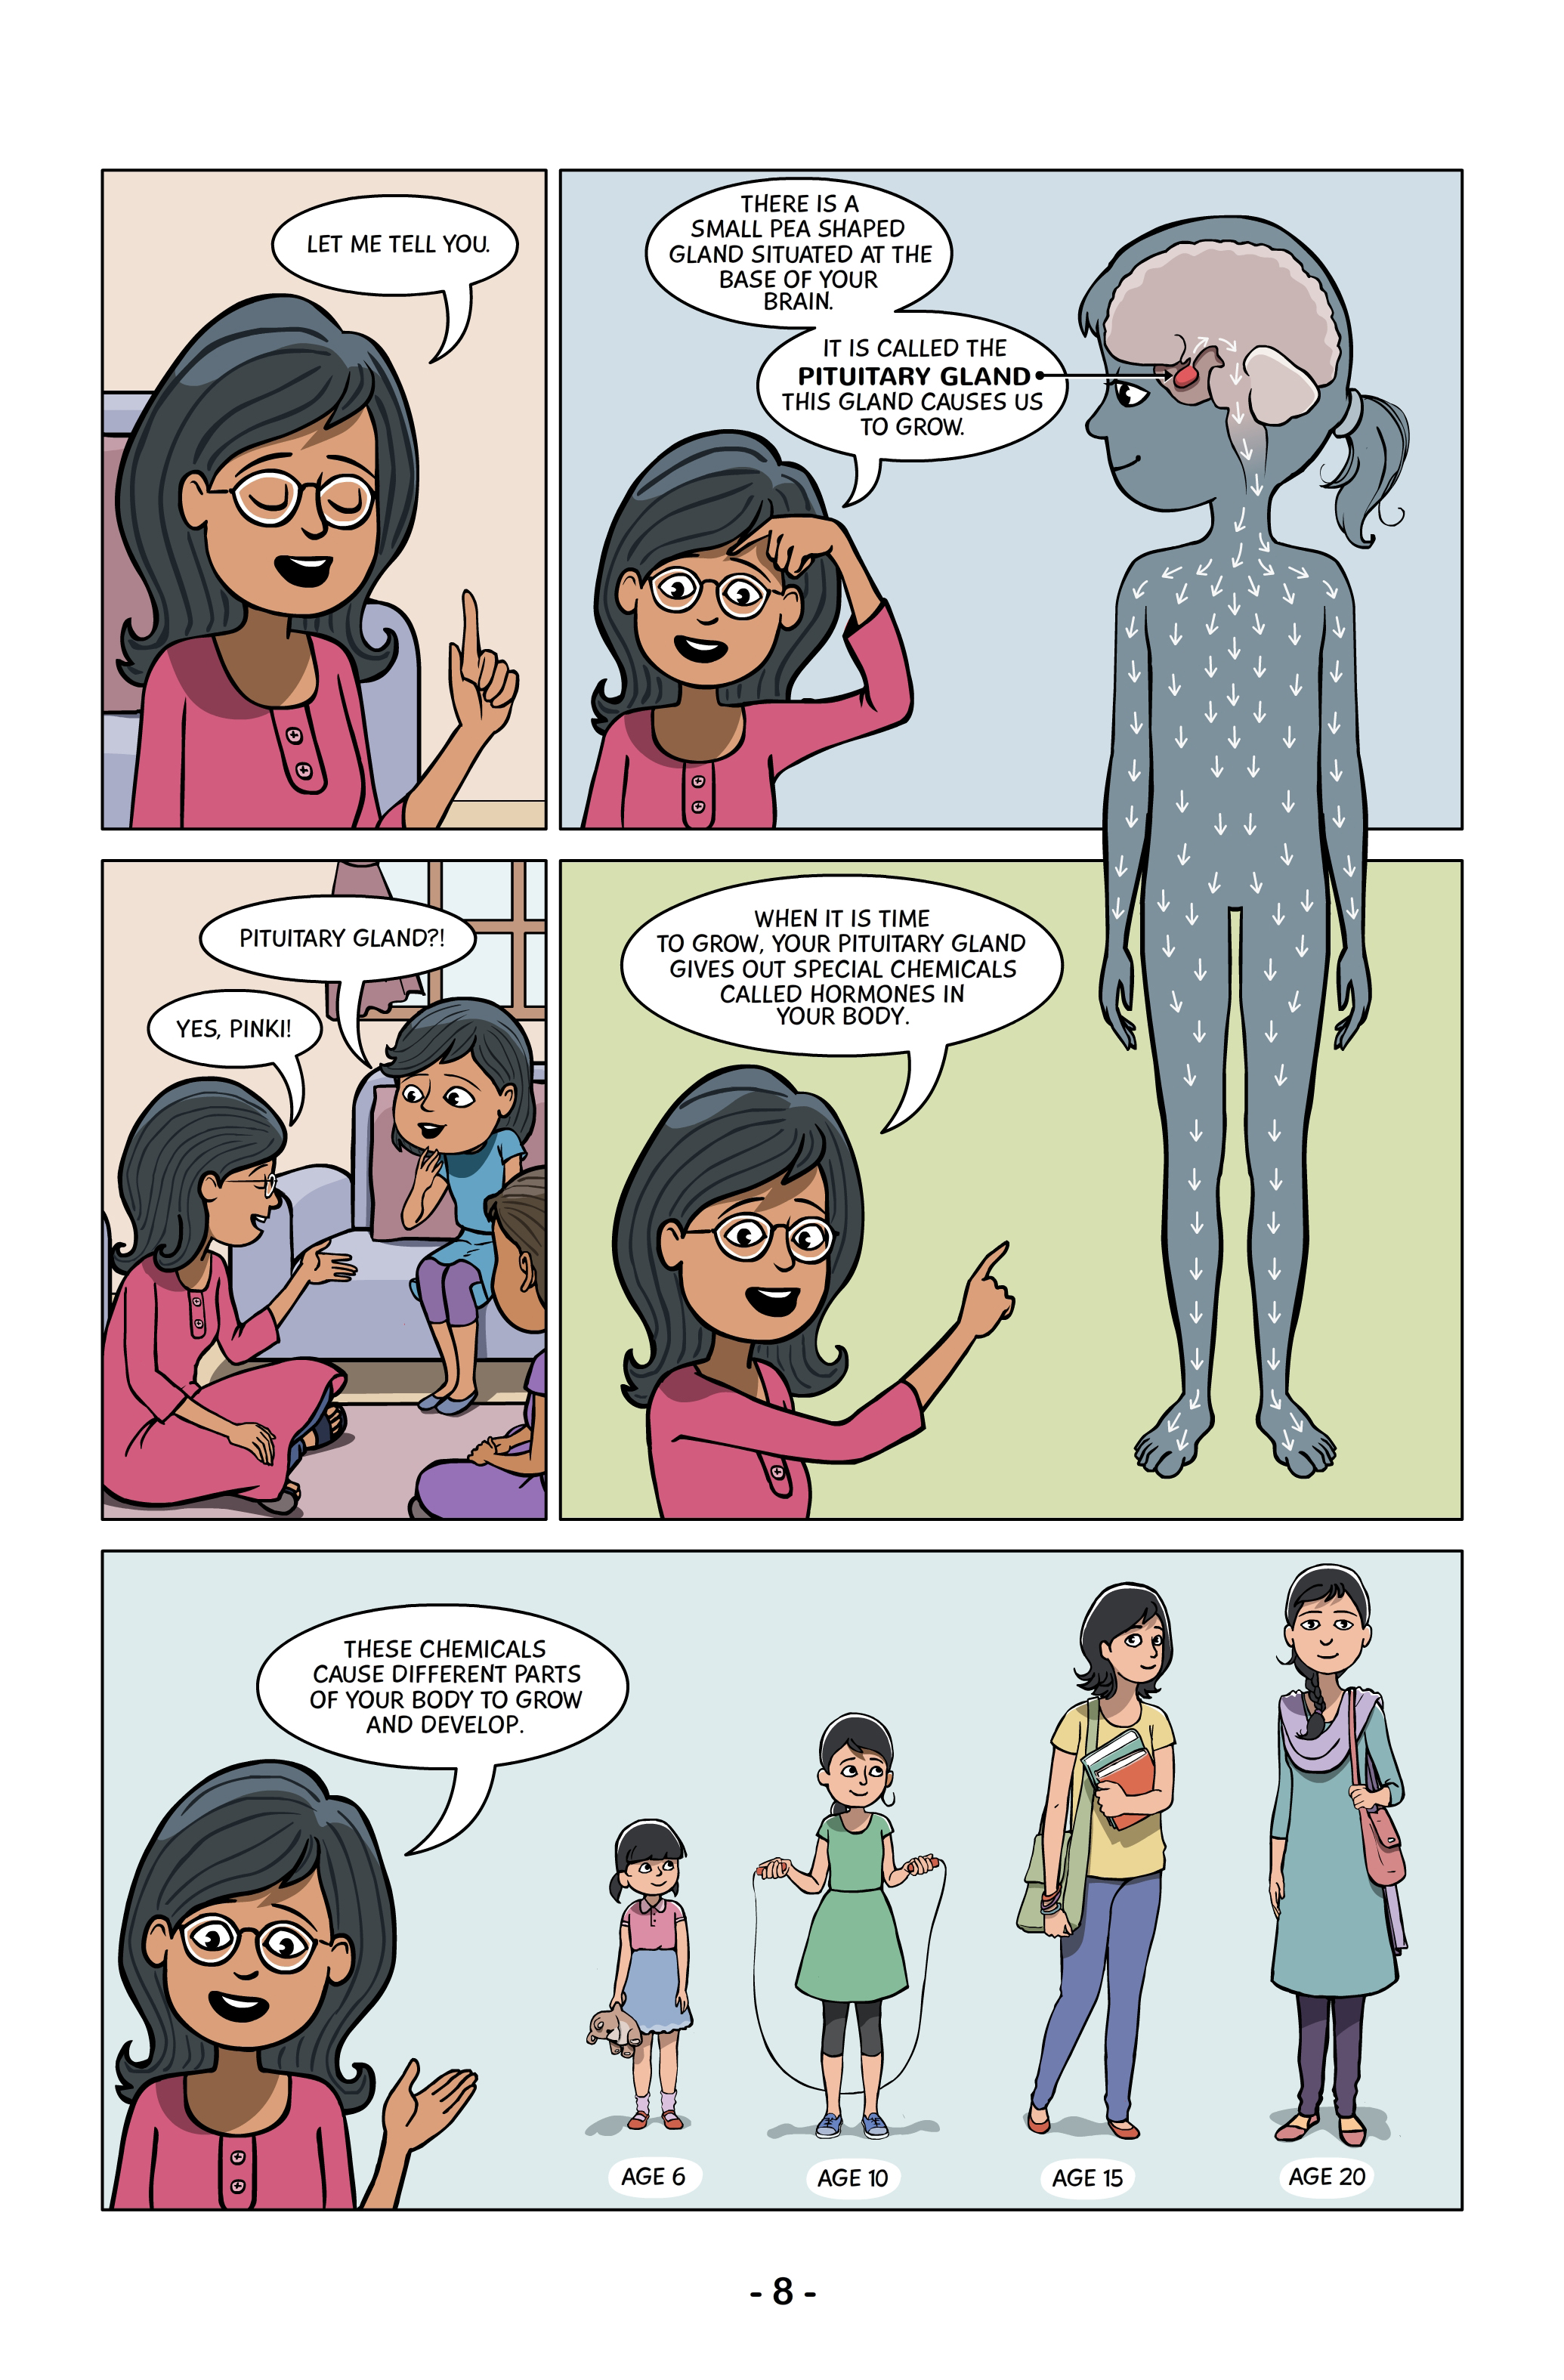 LET ME TELL YOU.
THERE IS A
SMALL PEA SHAPED
GLAND SITUATED AT THE
BASE OF YOUR
BRAIN.
IT IS CALLED THE
PITUITARY GLAND
THIS GLAND CAUSES US
TO GROW.
PITUITARY GLAND?!
YES, PINKI!
WHEN IT IS TIME
TO GROW, YOUR PITUITARY GLAND
GIVES OUT SPECIAL CHEMICALS
CALLED HORMONES IN
YOUR BODY.
THESE CHEMICALS
CAUSE DIFFERENT PARTS
OF YOUR BODY TO GROW
AND DEVELOP.
AGE 6
AGE 10
AGE 15
AGE 20
- 8 -